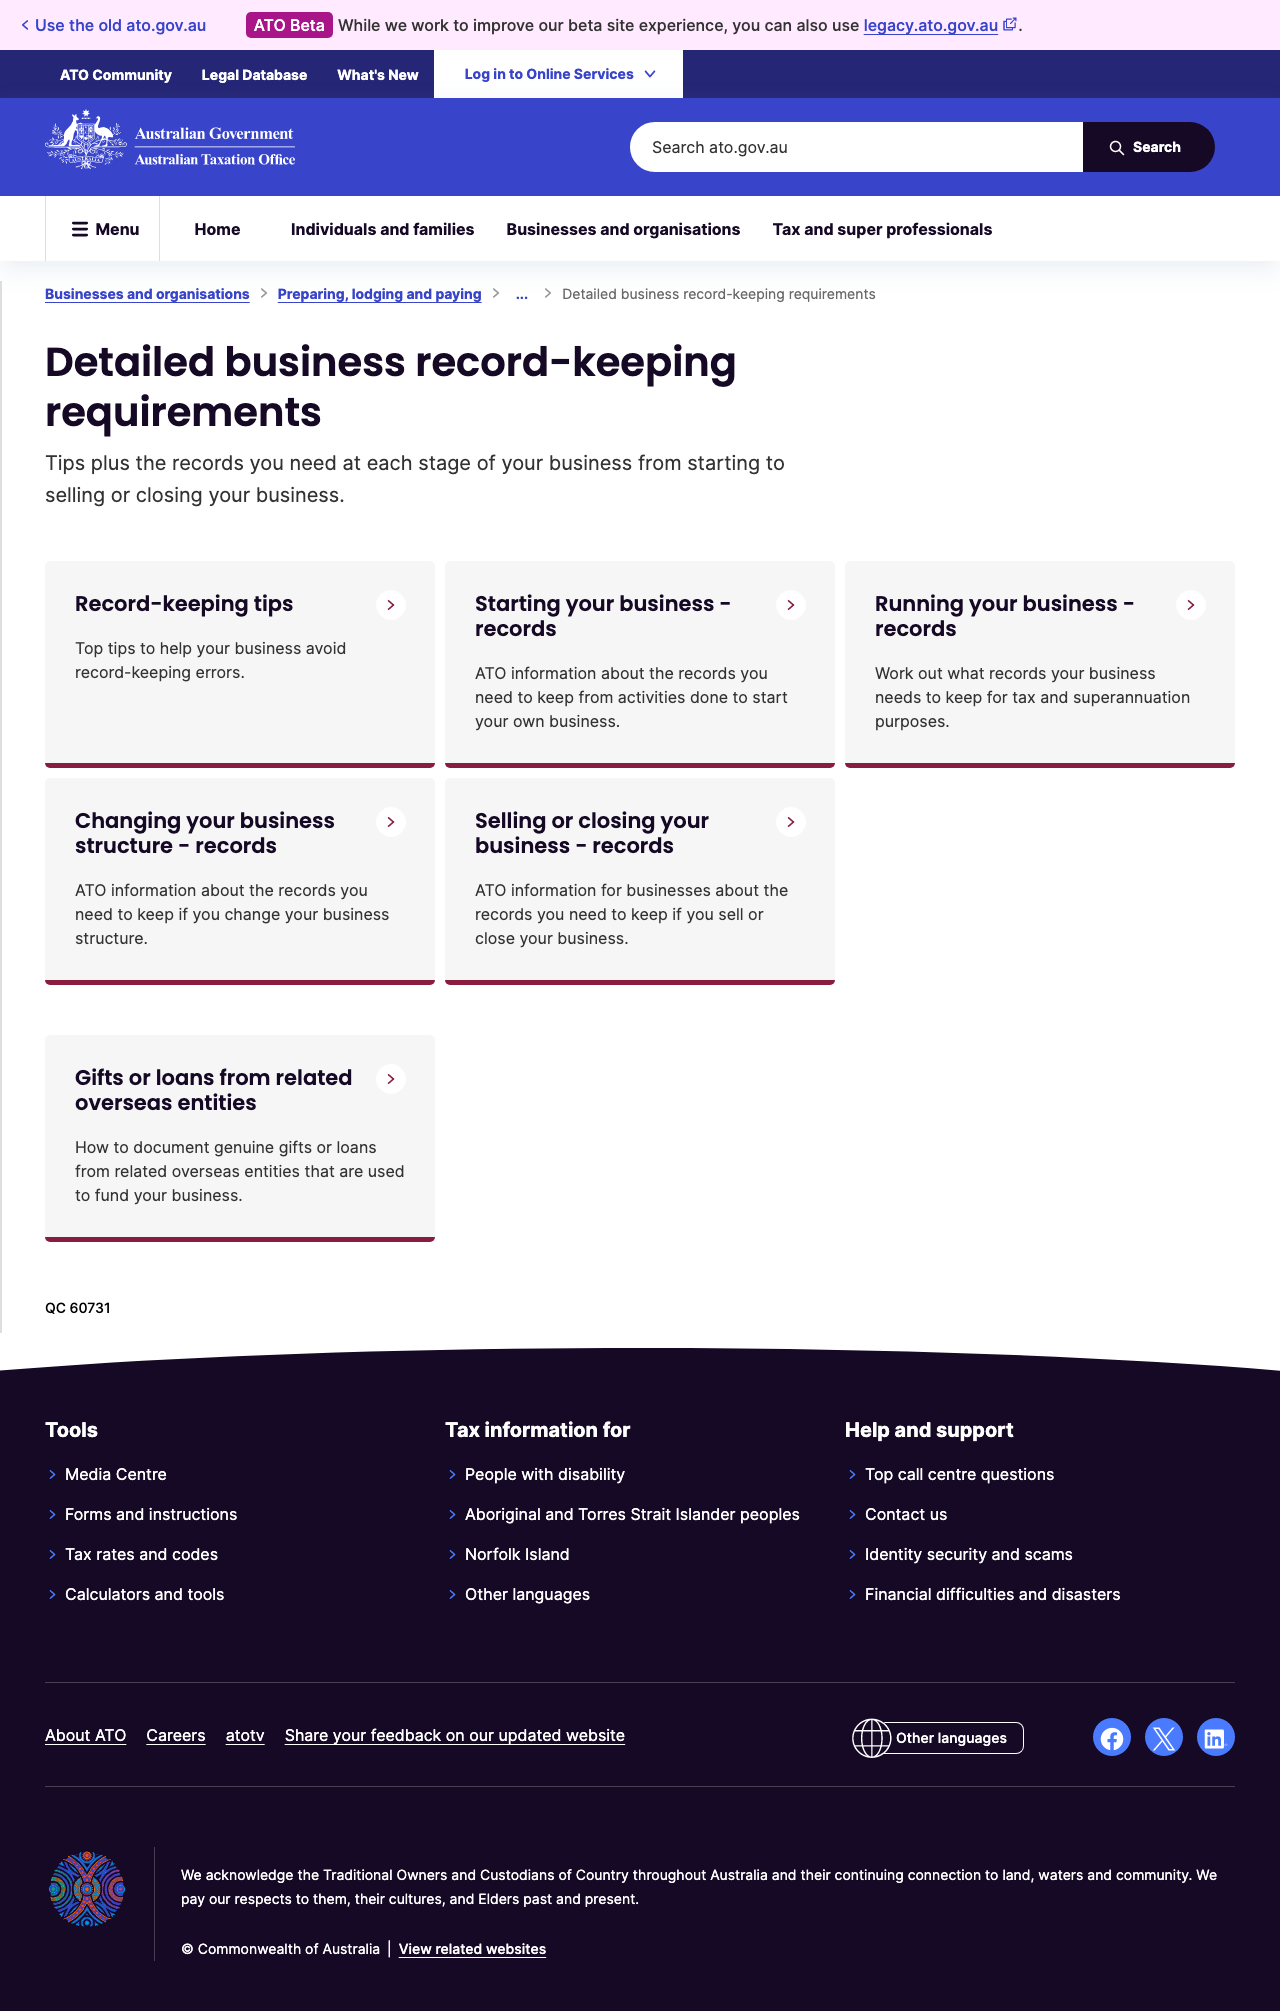 Use the old ato.gov.au
ATO Beta While we work to improve our beta site experience, you can also use legacy.ato.gov.au.
ATO Community Legal Database What's New Log in to Online Services
Australian Government
Australian Taxation Office
Search ato.gov.au
Search
Menu Home Individuals and families Businesses and organisations Tax and super professionals
Businesses and organisations Preparing, lodging and paying ... Detailed business record-keeping requirements
Detailed business record-keeping
requirements
Tips plus the records you need at each stage of your business from starting to
selling or closing your business.
Record-keeping tips
Top tips to help your business avoid
record-keeping errors.
Starting your business -
records
ATO information about the records you
need to keep from activities done to start
your own business.
Running your business -
records
Work out what records your business
needs to keep for tax and superannuation
purposes.
Changing your business
structure - records
ATO information about the records you
need to keep if you change your business
structure.
Selling or closing your
business - records
ATO information for businesses about the
records you need to keep if you sell or
close your business.
Gifts or loans from related
overseas entities
How to document genuine gifts or loans
from related overseas entities that are used
to fund your business.
QC 60731
Tools
Media Centre
Forms and instructions
Tax rates and codes
Calculators and tools
Tax information for
People with disability
Aboriginal and Torres Strait Islander peoples
Norfolk Island
Other languages
Help and support
Top call centre questions
Contact us
Identity security and scams
Financial difficulties and disasters
About ATO Careers atotv Share your feedback on our updated website
Other languages
We acknowledge the Traditional Owners and Custodians of Country throughout Australia and their continuing connection to land, waters and community. We
pay our respects to them, their cultures, and Elders past and present.
© Commonwealth of Australia | View related websites